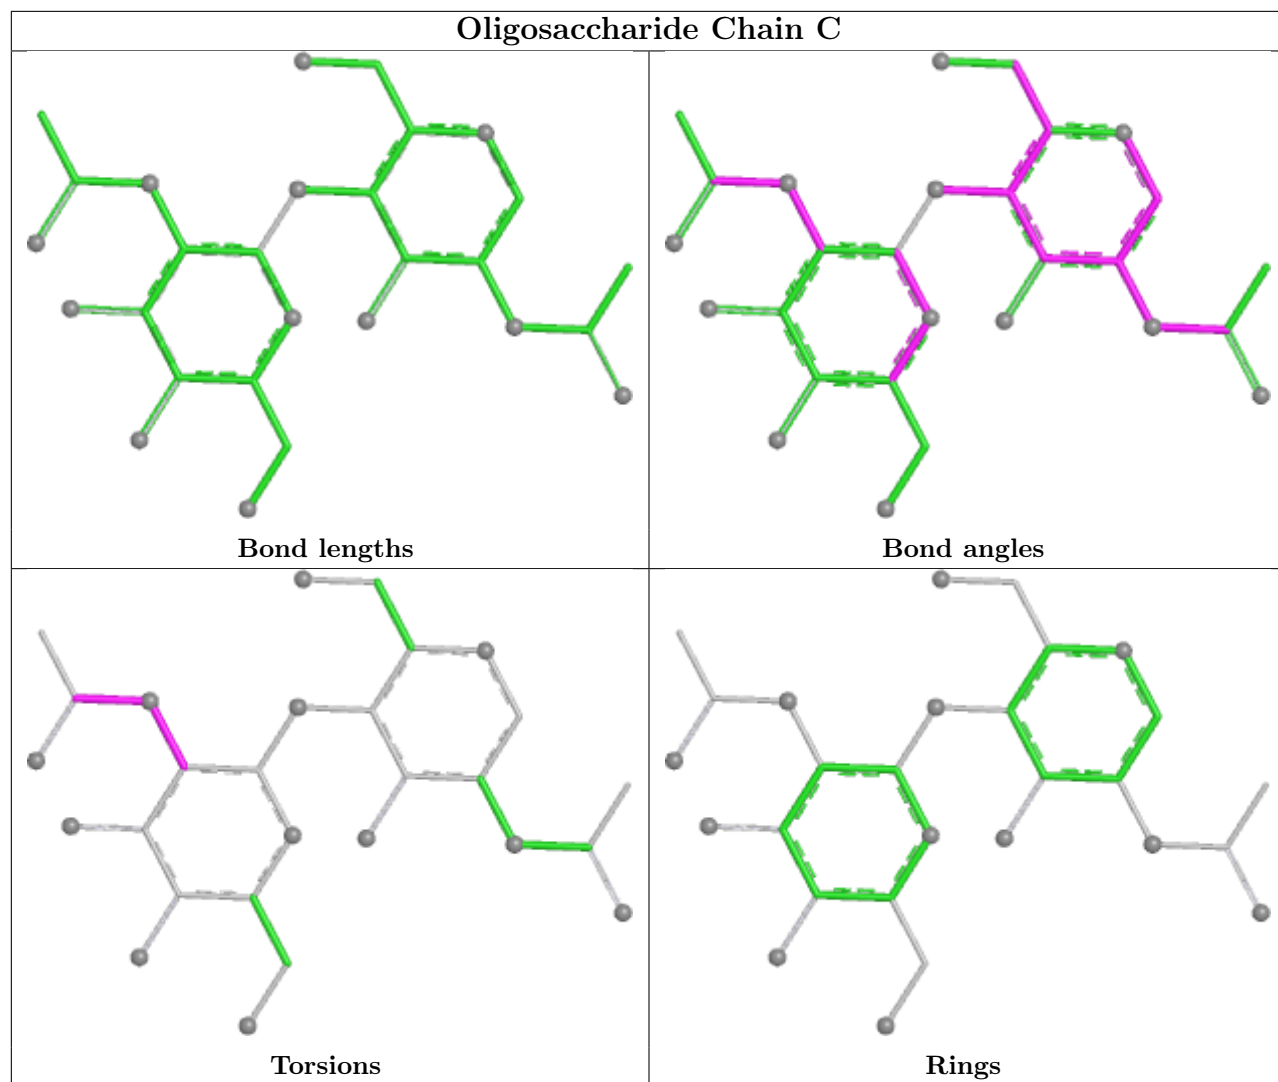 Oligosaccharide Chain C
Bond lengths
Bond angles
Torsions
Rings